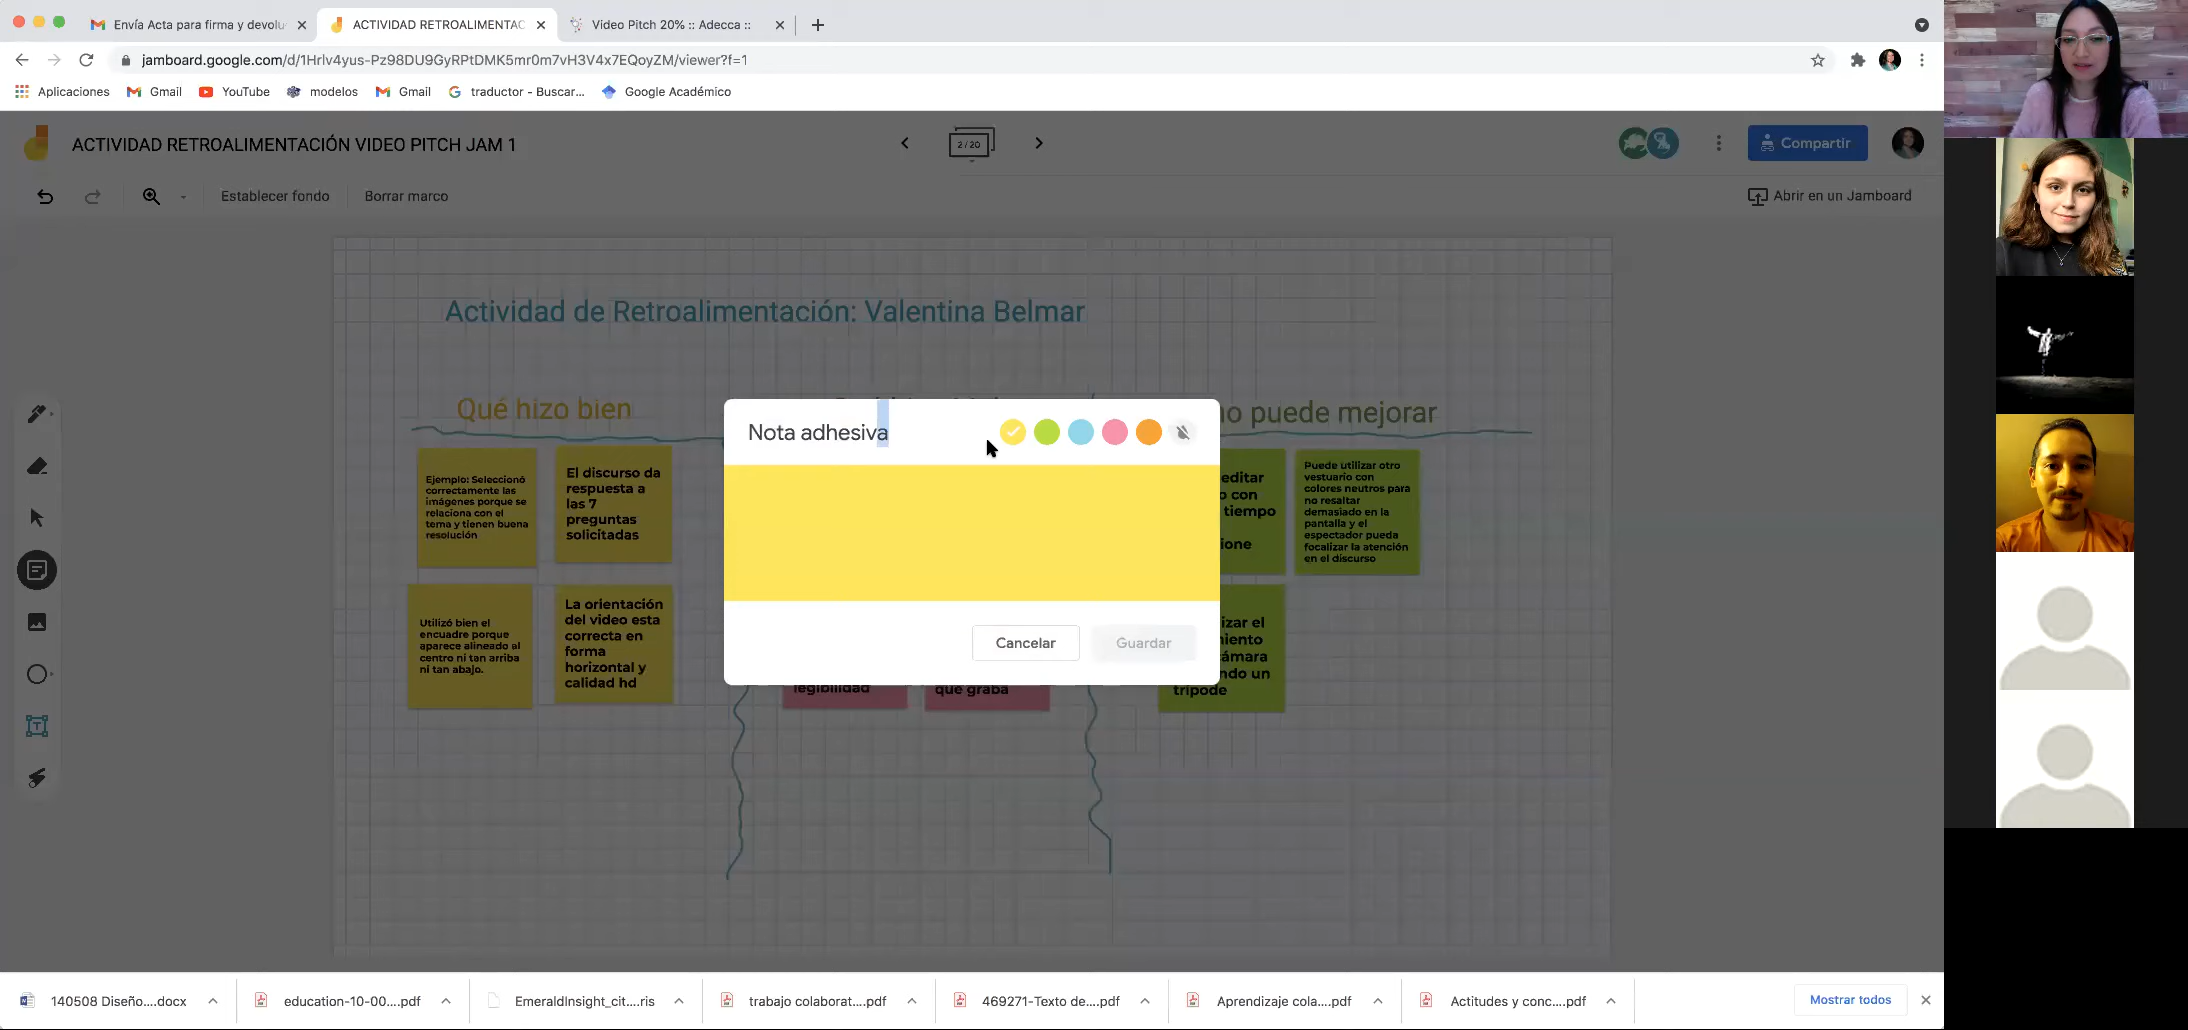 Envía Acta para firma y devolu
ACTIVIDAD RETROALIMENTAC
Video Pitch 20% :: Adecca ::
jamboard.google.com/d/1Hrlv4yus-Pz98DU9GyRPtDMK5mr0m7vH3V4x7EQoyZM/viewer?f=1
Aplicaciones
Gmail
YouTube
modelos
Gmail
traductor - Buscar...
Google Académico
ACTIVIDAD RETROALIMENTACIÓN VIDEO PITCH JAM 1
2 / 20
Compartir
Establecer fondo
Borrar marco
Abrir en un Jamboard
Actividad de Retroalimentación: Valentina Belmar
Qué hizo bien
o puede mejorar
Ejemplo: Seleccionó
correctamente las
imágenes porque se
relaciona con el
tema y tienen buena
resolución
El discurso da
respuesta a
las 7
preguntas
solicitadas
Utilizó bien el
encuadre porque
aparece alineado al
centro ni tan arriba
ni tan abajo.
La orientación
del video esta
correcta en
forma
horizontal y
calidad hd
Nota adhesiva
Cancelar
Guardar
legibilidad
que graba
editar
o con
tiempo
ione
Puede utilizar otro
vestuario con
colores neutros para
no resaltar
demasiado en la
pantalla y el
espectador pueda
focalizar la atención
en el discurso
izar el
iento
ámara
ndo un
trípode
140508 Diseño....docx
education-10-00....pdf
EmeraldInsight_cit....ris
trabajo colaborat....pdf
469271-Texto de....pdf
Aprendizaje cola....pdf
Actitudes y conc....pdf
Mostrar todos